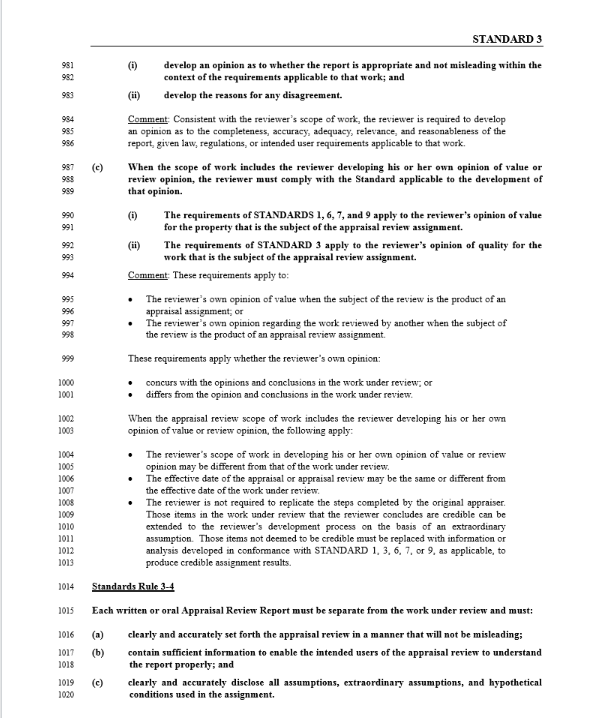 STANDARD 3
981 (i) develop an opinion as to whether the report is appropriate and not misleading within the
982 context of the requirements applicable to that work; and
983 (ii) develop the reasons for any disagreement.
984 Comment: Consistent with the reviewer's scope of work, the reviewer is required to develop
985 an opinion as to the completeness, accuracy, adequacy, relevance, and reasonableness of the
986 report, given law, regulations, or intended user requirements applicable to that work.
987 (c) When the scope of work includes the reviewer developing his or her own opinion of value or
988 review opinion, the reviewer must comply with the Standard applicable to the development of
989 that opinion.
990 (i) The requirements of STANDARDS 1, 6, 7, and 9 apply to the reviewer's opinion of value
991 for the property that is the subject of the appraisal review assignment.
992 (ii) The requirements of STANDARD 3 apply to the reviewer's opinion of quality for the
993 work that is the subject of the appraisal review assignment.
994 Comment: These requirements apply to:
995 • The reviewer's own opinion of value when the subject of the review is the product of an
996 appraisal assignment; or
997 • The reviewer's own opinion regarding the work reviewed by another when the subject of
998 the review is the product of an appraisal review assignment.
999 These requirements apply whether the reviewer's own opinion:
1000 • concurs with the opinions and conclusions in the work under review; or
1001 • differs from the opinion and conclusions in the work under review.
1002 When the appraisal review scope of work includes the reviewer developing his or her own
1003 opinion of value or review opinion, the following apply:
1004 • The reviewer's scope of work in developing his or her own opinion of value or review
1005 opinion may be different from that of the work under review.
1006 • The effective date of the appraisal or appraisal review may be the same or different from
1007 the effective date of the work under review.
1008 • The reviewer is not required to replicate the steps completed by the original appraiser.
1009 Those items in the work under review that the reviewer concludes are credible can be
1010 extended to the reviewer's development process on the basis of an extraordinary
1011 assumption. Those items not deemed to be credible must be replaced with information or
1012 analysis developed in conformance with STANDARD 1, 3, 6, 7, or 9, as applicable, to
1013 produce credible assignment results.
1014 Standards Rule 3-4
1015 Each written or oral Appraisal Review Report must be separate from the work under review and must:
1016 (a) clearly and accurately set forth the appraisal review in a manner that will not be misleading;
1017 (b) contain sufficient information to enable the intended users of the appraisal review to understand
1018 the report properly; and
1019 (c) clearly and accurately disclose all assumptions, extraordinary assumptions, and hypothetical
1020 conditions used in the assignment.